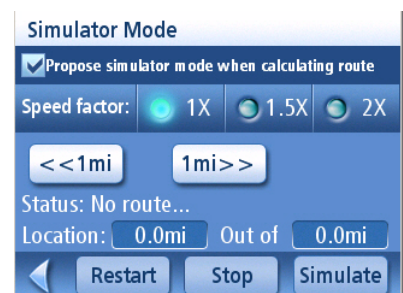 Simulator Mode
Propose simulator mode when calculating route
Speed factor: 1X 1.5X 2X
<<1mi 1mi>>
Status: No route...
Location: 0.0mi Out of 0.0mi
Restart Stop Simulate